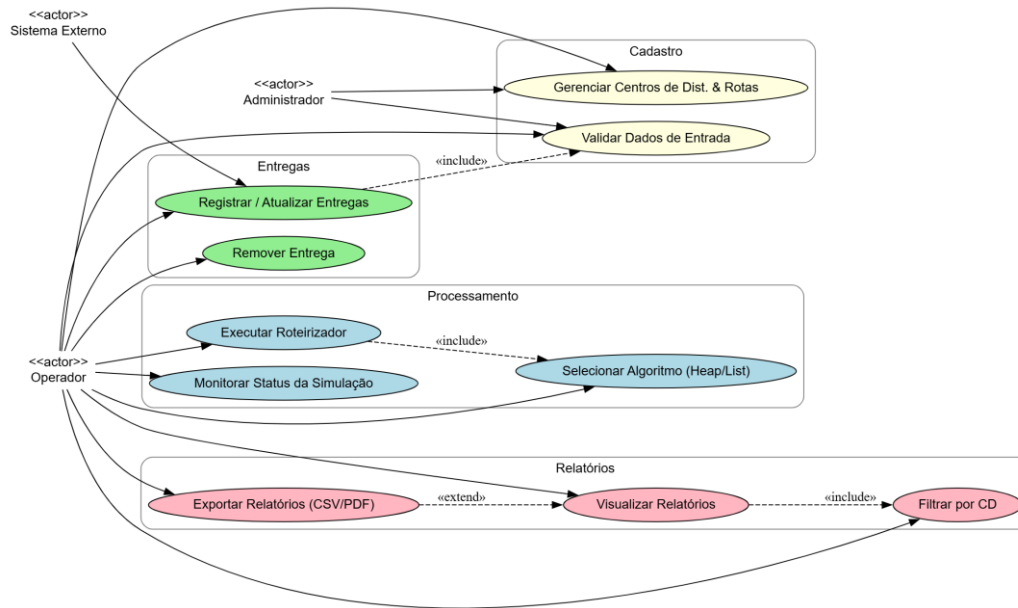 <<actor>>
Sistema Externo
Cadastro
Gerenciar Centros de Dist. & Rotas
<<actor>>
Administrador
Validar Dados de Entrada
«include»
Entregas
Registrar / Atualizar Entregas
Remover Entrega
Processamento
Executar Roteirizador
«include»
Selecionar Algoritmo (Heap/List)
<<actor>>
Operador
Monitorar Status da Simulação
Relatórios
Exportar Relatórios (CSV/PDF)
«extend»
Visualizar Relatórios
«include»
Filtrar por CD